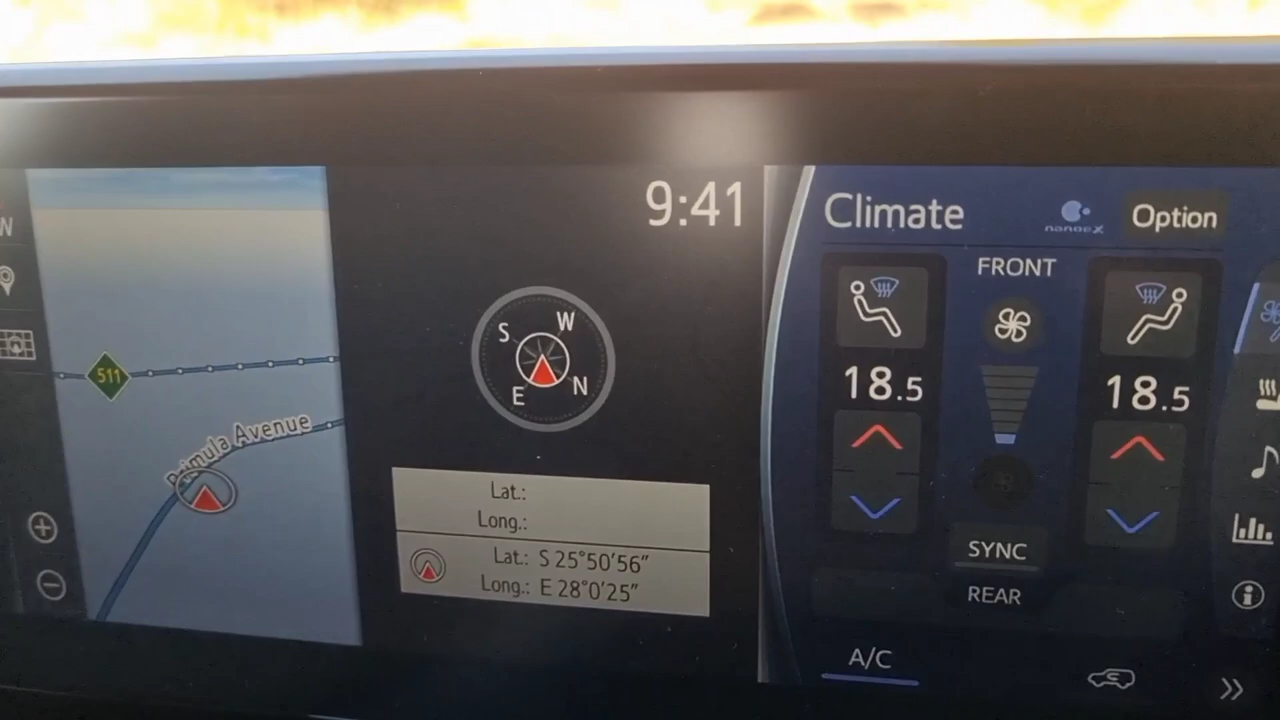 N
511
Primula Avenue
9:41
S
W
E
N
Lat.:
Long.:
Lat.: S 25°50'56"
Long.: E 28°0'25"
Climate
nanoeX
Option
FRONT
18.5
18.5
SYNC
REAR
A/C